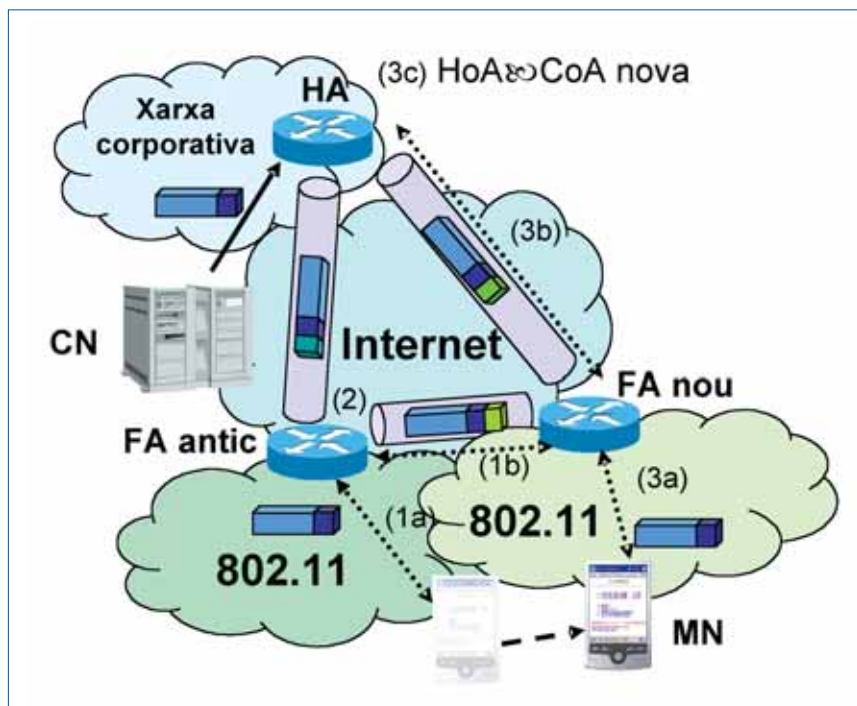 (3c) HoA↔CoA nova
HA
Xarxa
corporativa
(3b)
CN
Internet
FA nou
(2)
FA antic
(1b)
(3a)
(1a)
802.11
802.11
MN